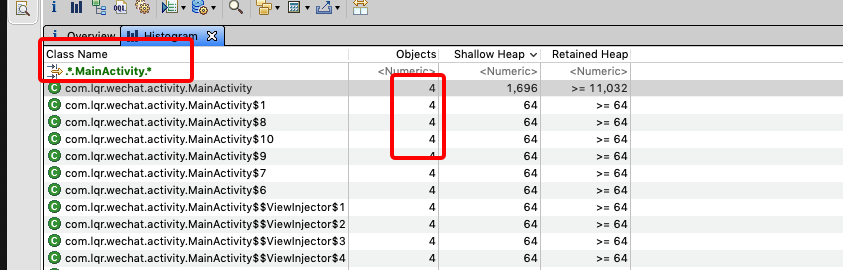 i OQL
i Overview Histogram
Class Name Objects Shallow Heap Retained Heap
.*.MainActivity.* <Numeric> <Numeric> <Numeric>
com.lqr.wechat.activity.MainActivity 4 1,696 >= 11,032
com.lqr.wechat.activity.MainActivity$1 4 64 >= 64
com.lqr.wechat.activity.MainActivity$8 4 64 >= 64
com.lqr.wechat.activity.MainActivity$10 4 64 >= 64
com.lqr.wechat.activity.MainActivity$9 4 64 >= 64
com.lqr.wechat.activity.MainActivity$7 4 64 >= 64
com.lqr.wechat.activity.MainActivity$6 4 64 >= 64
com.lqr.wechat.activity.MainActivity$$ViewInjector$1 4 64 >= 64
com.lqr.wechat.activity.MainActivity$$ViewInjector$2 4 64 >= 64
com.lqr.wechat.activity.MainActivity$$ViewInjector$3 4 64 >= 64
com.lqr.wechat.activity.MainActivity$$ViewInjector$4 4 64 >= 64